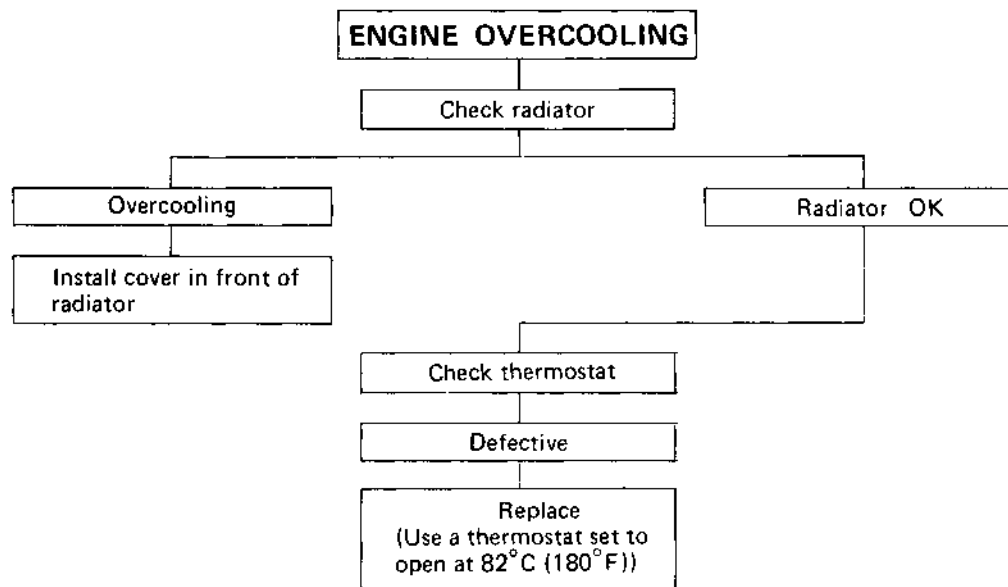 ENGINE OVERCOOLING
Check radiator
Overcooling
Radiator OK
Install cover in front of
radiator
Check thermostat
Defective
Replace
(Use a thermostat set to
open at 82°C (180°F))